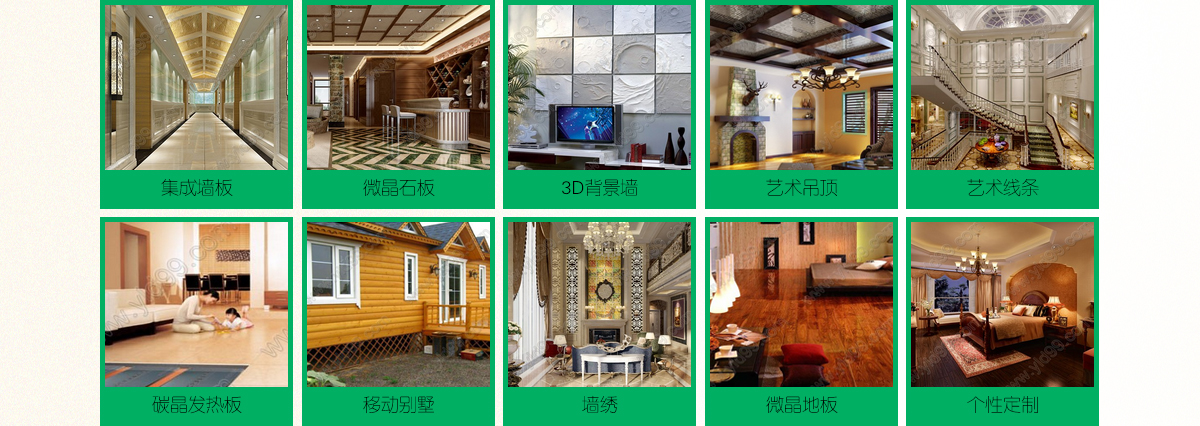 集成墙板
微晶石板
3D背景墙
艺术吊顶
艺术线条
碳晶发热板
移动别墅
墙绣
微晶地板
个性定制